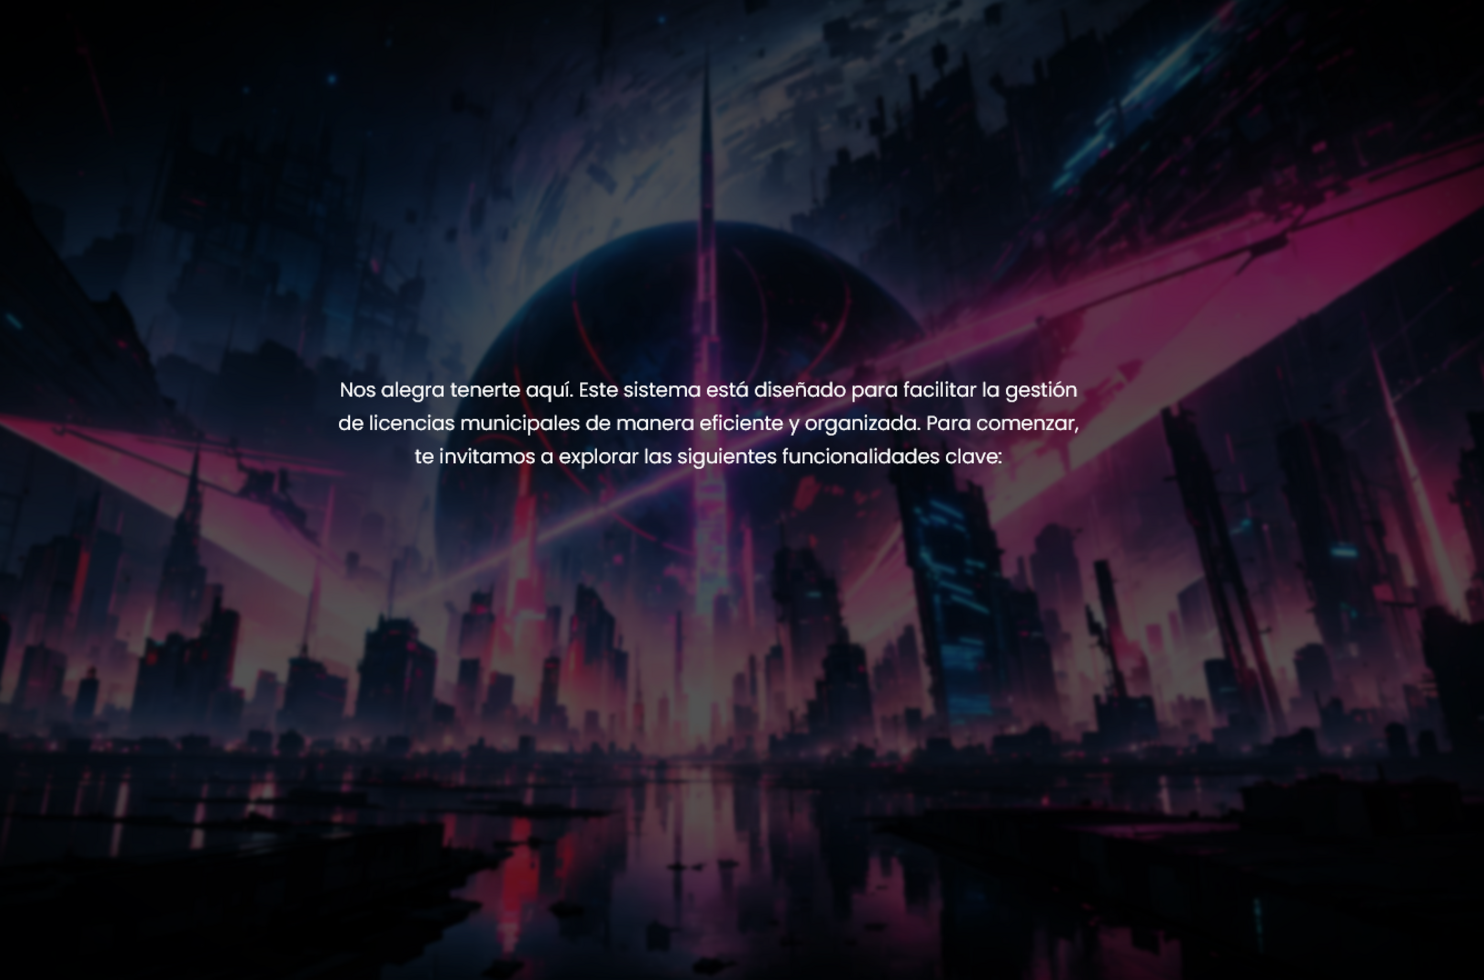 Nos alegra tenerte aquí. Este sistema está diseñado para facilitar la gestión
de licencias municipales de manera eficiente y organizada. Para comenzar,
te invitamos a explorar las siguientes funcionalidades clave: